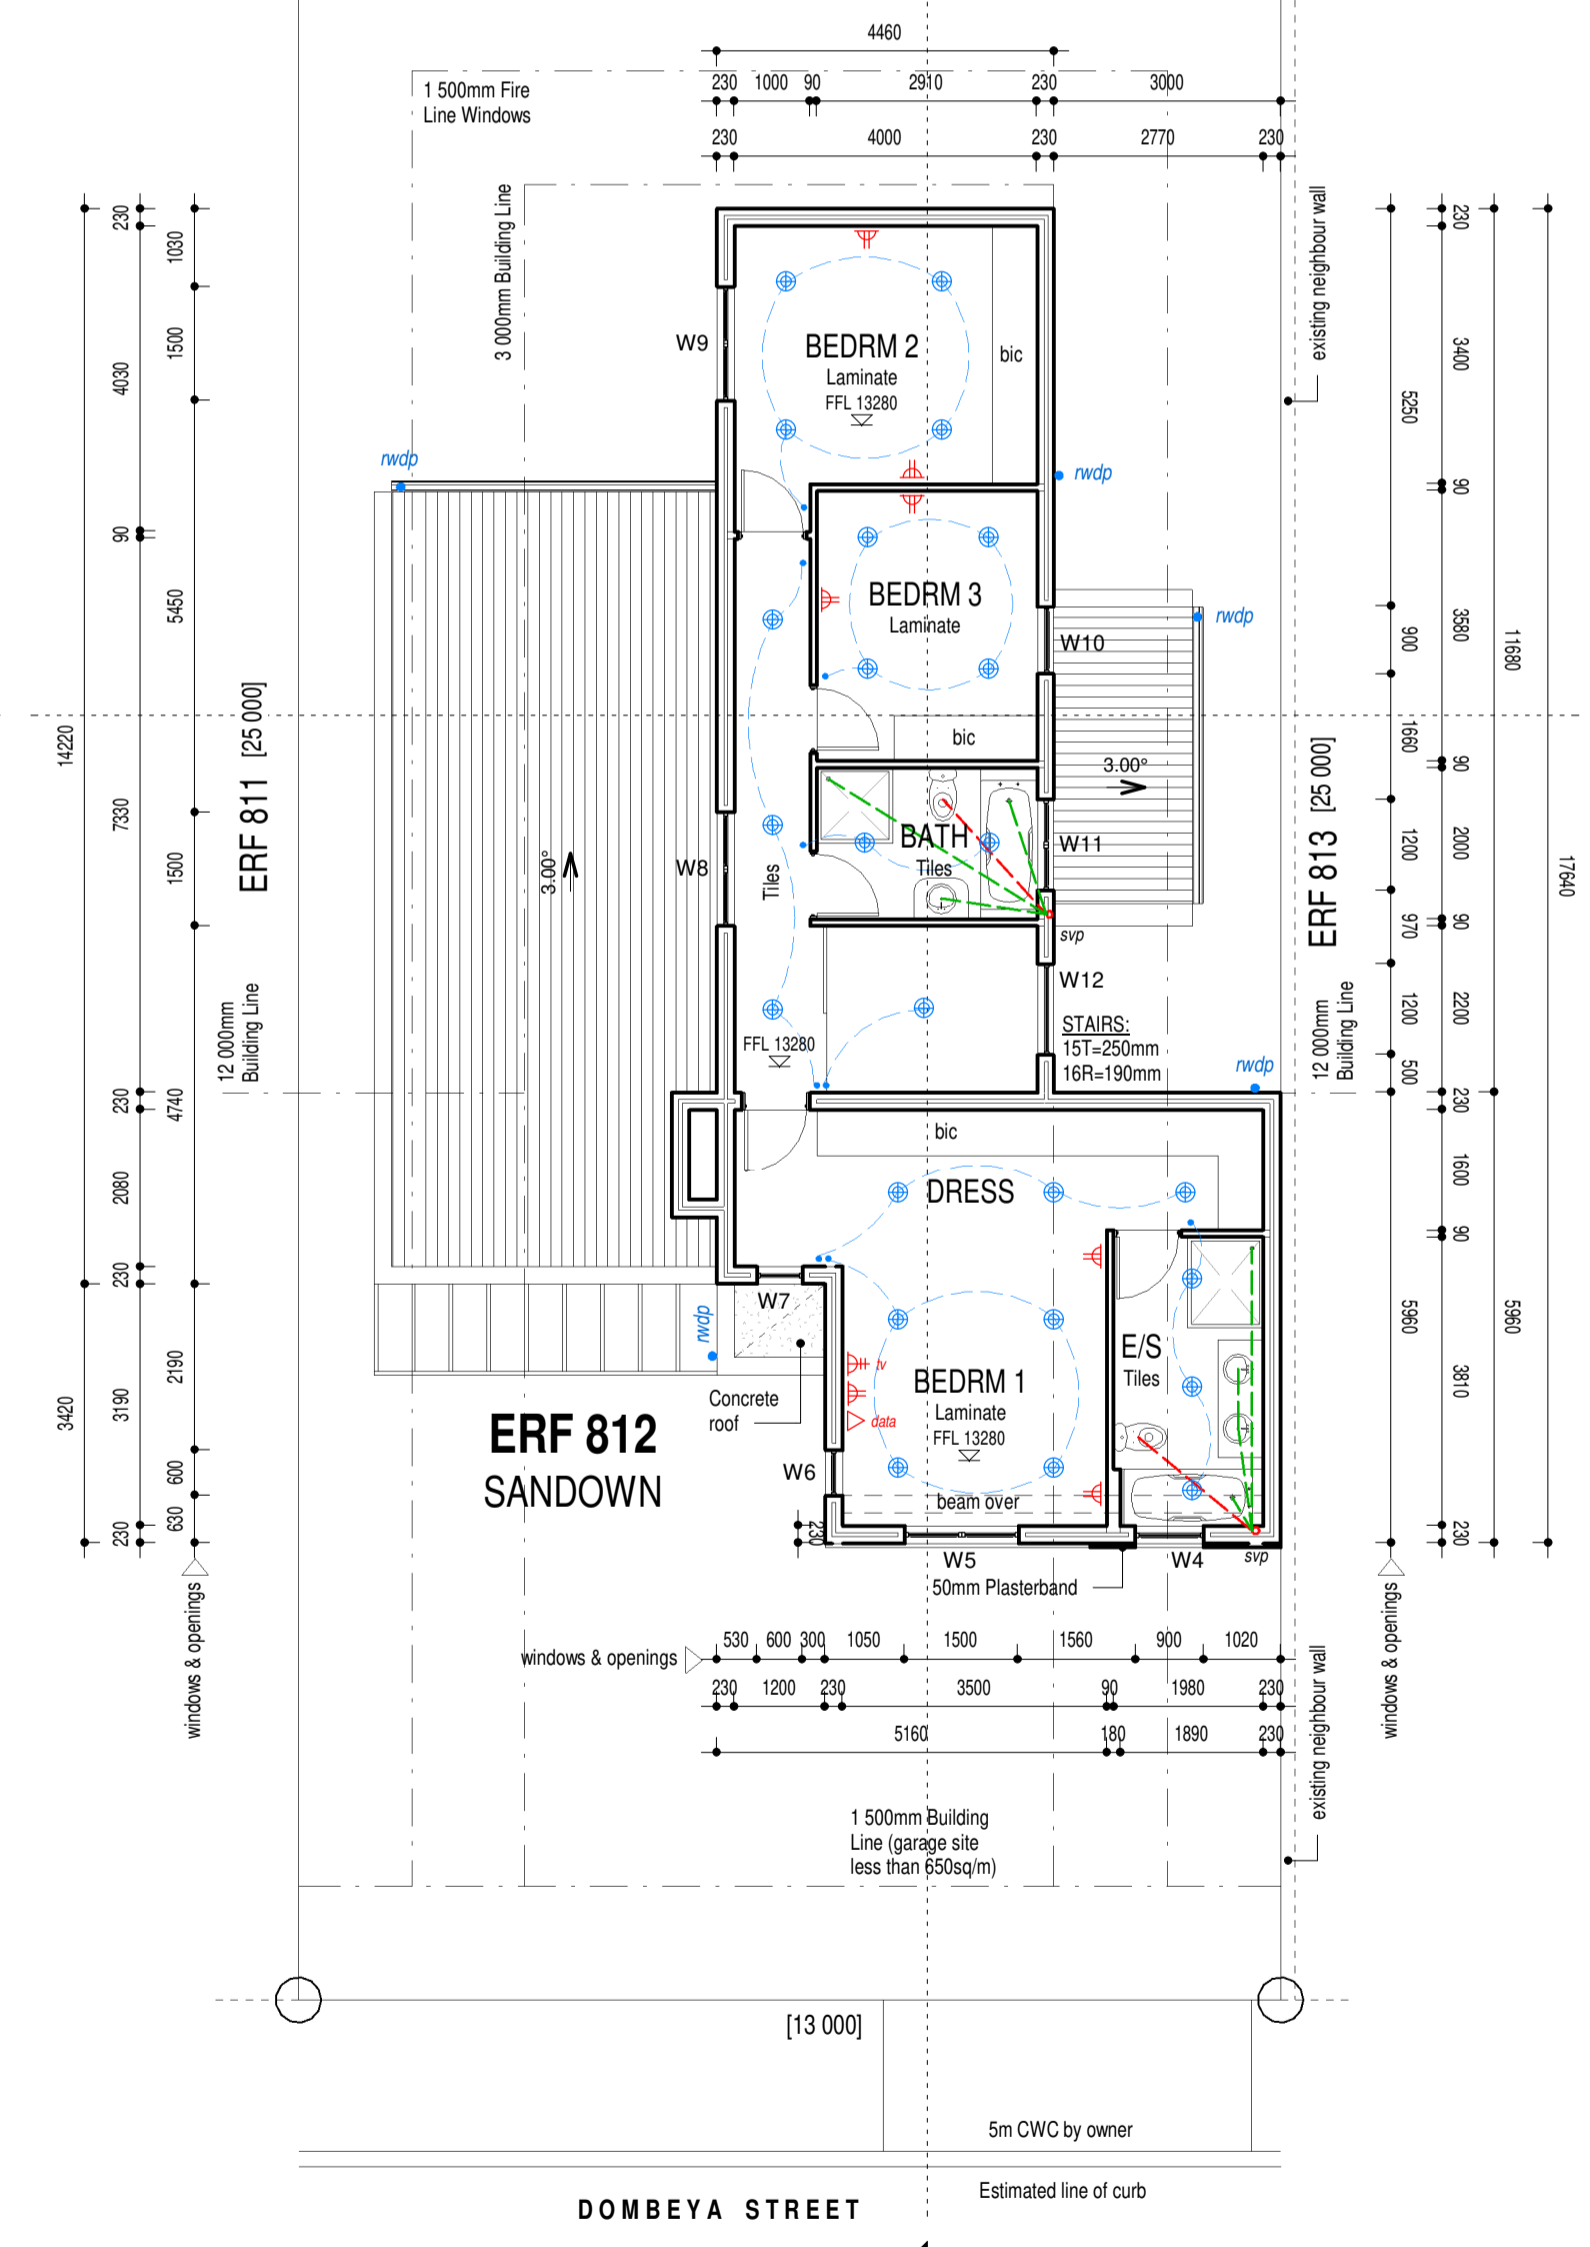 4460
230 1000 90 2910 230 3000
230 4000 230 2770 230
1 500mm Fire
Line Windows
3 000mm Building Line
existing neighbour wall
230
4030
90
7330
230
2080
230
3190
230
1030
1500
5450
1500
4740
2190
600
630
14220
3420
windows & openings
ERF 811 [25 000]
12 000mm
Building Line
rwdp
3.00°
W9
BEDRM 2
Laminate
FFL 13280
bic
rwdp
BEDRM 3
Laminate
W10
rwdp
bic
3.00°
BATH
Tiles
W11
W8
Tiles
svp
W12
STAIRS:
15T=250mm
16R=190mm
FFL 13280
rwdp
bic
DRESS
W7
rwdp
Concrete
roof
tv
data
BEDRM 1
Laminate
FFL 13280
E/S
Tiles
ERF 812
SANDOWN
W6
beam over
230
W5
W4
svp
50mm Plasterband
5250
900
1660
1200
970
1200
500
5960
230
3400
90
3580
90
2000
90
2200
230
1600
90
3810
230
11680
5960
17640
ERF 813 [25 000]
12 000mm
Building Line
windows & openings
existing neighbour wall
windows & openings
530 600 300 1050 1500 1560 900 1020
230 1200 230 3500 90 1980 230
5160 180 1890 230
1 500mm Building
Line (garage site
less than 650sq/m)
[13 000]
5m CWC by owner
Estimated line of curb
DOMBEYA STREET